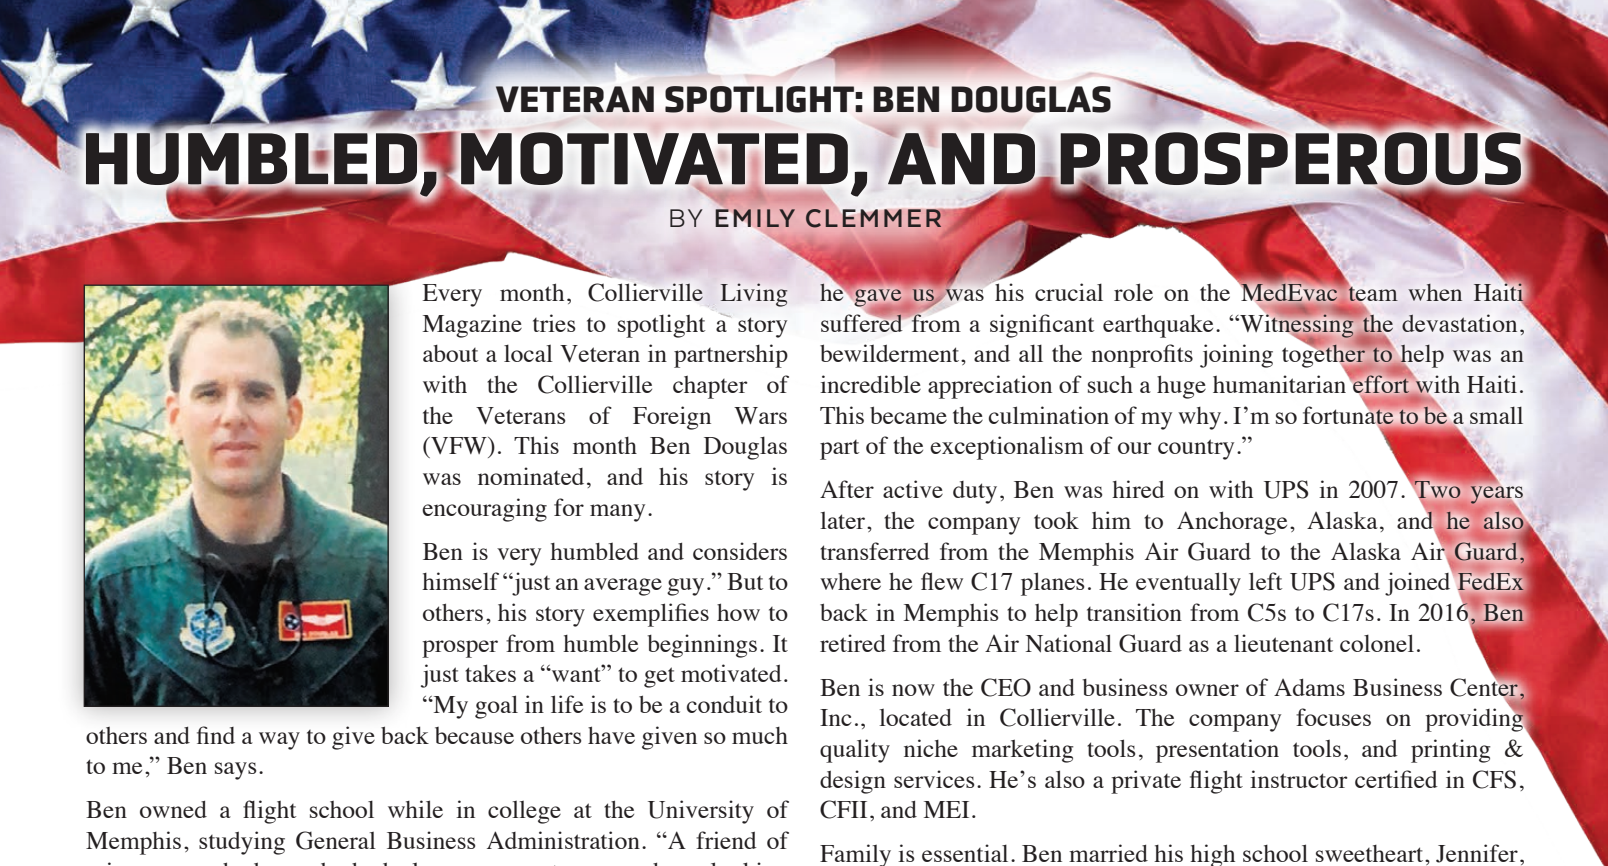 VETERAN SPOTLIGHT: BEN DOUGLAS
HUMBLED, MOTIVATED, AND PROSPEROUS
BY EMILY CLEMMER
Every month, Collierville Living
Magazine tries to spotlight a story
about a local Veteran in partnership
with the Collierville chapter of
the Veterans of Foreign Wars
(VFW). This month Ben Douglas
was nominated, and his story is
encouraging for many.
Ben is very humbled and considers
himself “just an average guy.” But to
others, his story exemplifies how to
prosper from humble beginnings. It
just takes a “want” to get motivated.
“My goal in life is to be a conduit to
others and find a way to give back because others have given so much
to me,” Ben says.
Ben owned a flight school while in college at the University of
Memphis, studying General Business Administration. “A friend of
he gave us was his crucial role on the MedEvac team when Haiti
suffered from a significant earthquake. “Witnessing the devastation,
bewilderment, and all the nonprofits joining together to help was an
incredible appreciation of such a huge humanitarian effort with Haiti.
This became the culmination of my why. I’m so fortunate to be a small
part of the exceptionalism of our country.”
After active duty, Ben was hired on with UPS in 2007. Two years
later, the company took him to Anchorage, Alaska, and he also
transferred from the Memphis Air Guard to the Alaska Air Guard,
where he flew C17 planes. He eventually left UPS and joined FedEx
back in Memphis to help transition from C5s to C17s. In 2016, Ben
retired from the Air National Guard as a lieutenant colonel.
Ben is now the CEO and business owner of Adams Business Center,
Inc., located in Collierville. The company focuses on providing
quality niche marketing tools, presentation tools, and printing &
design services. He’s also a private flight instructor certified in CFS,
CFII, and MEI.
Family is essential. Ben married his high school sweetheart, Jennifer,